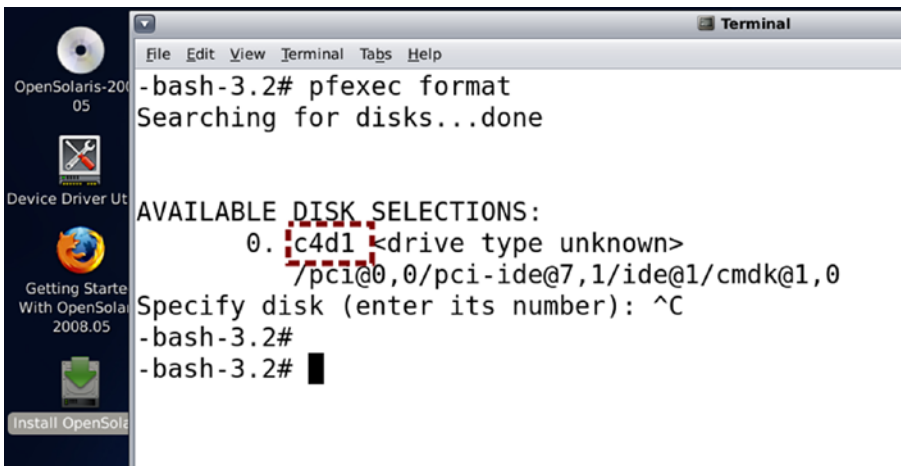 Terminal
File Edit View Terminal Tabs Help
OpenSolaris-200
05
Device Driver Ut
Getting Starte
With OpenSola
2008.05
Install OpenSola
-bash-3.2# pfexec format
Searching for disks...done
AVAILABLE DISK SELECTIONS:
0. c4d1 <drive type unknown>
/pci@0,0/pci-ide@7,1/ide@1/cmdk@1,0
Specify disk (enter its number): ^C
-bash-3.2#
-bash-3.2#